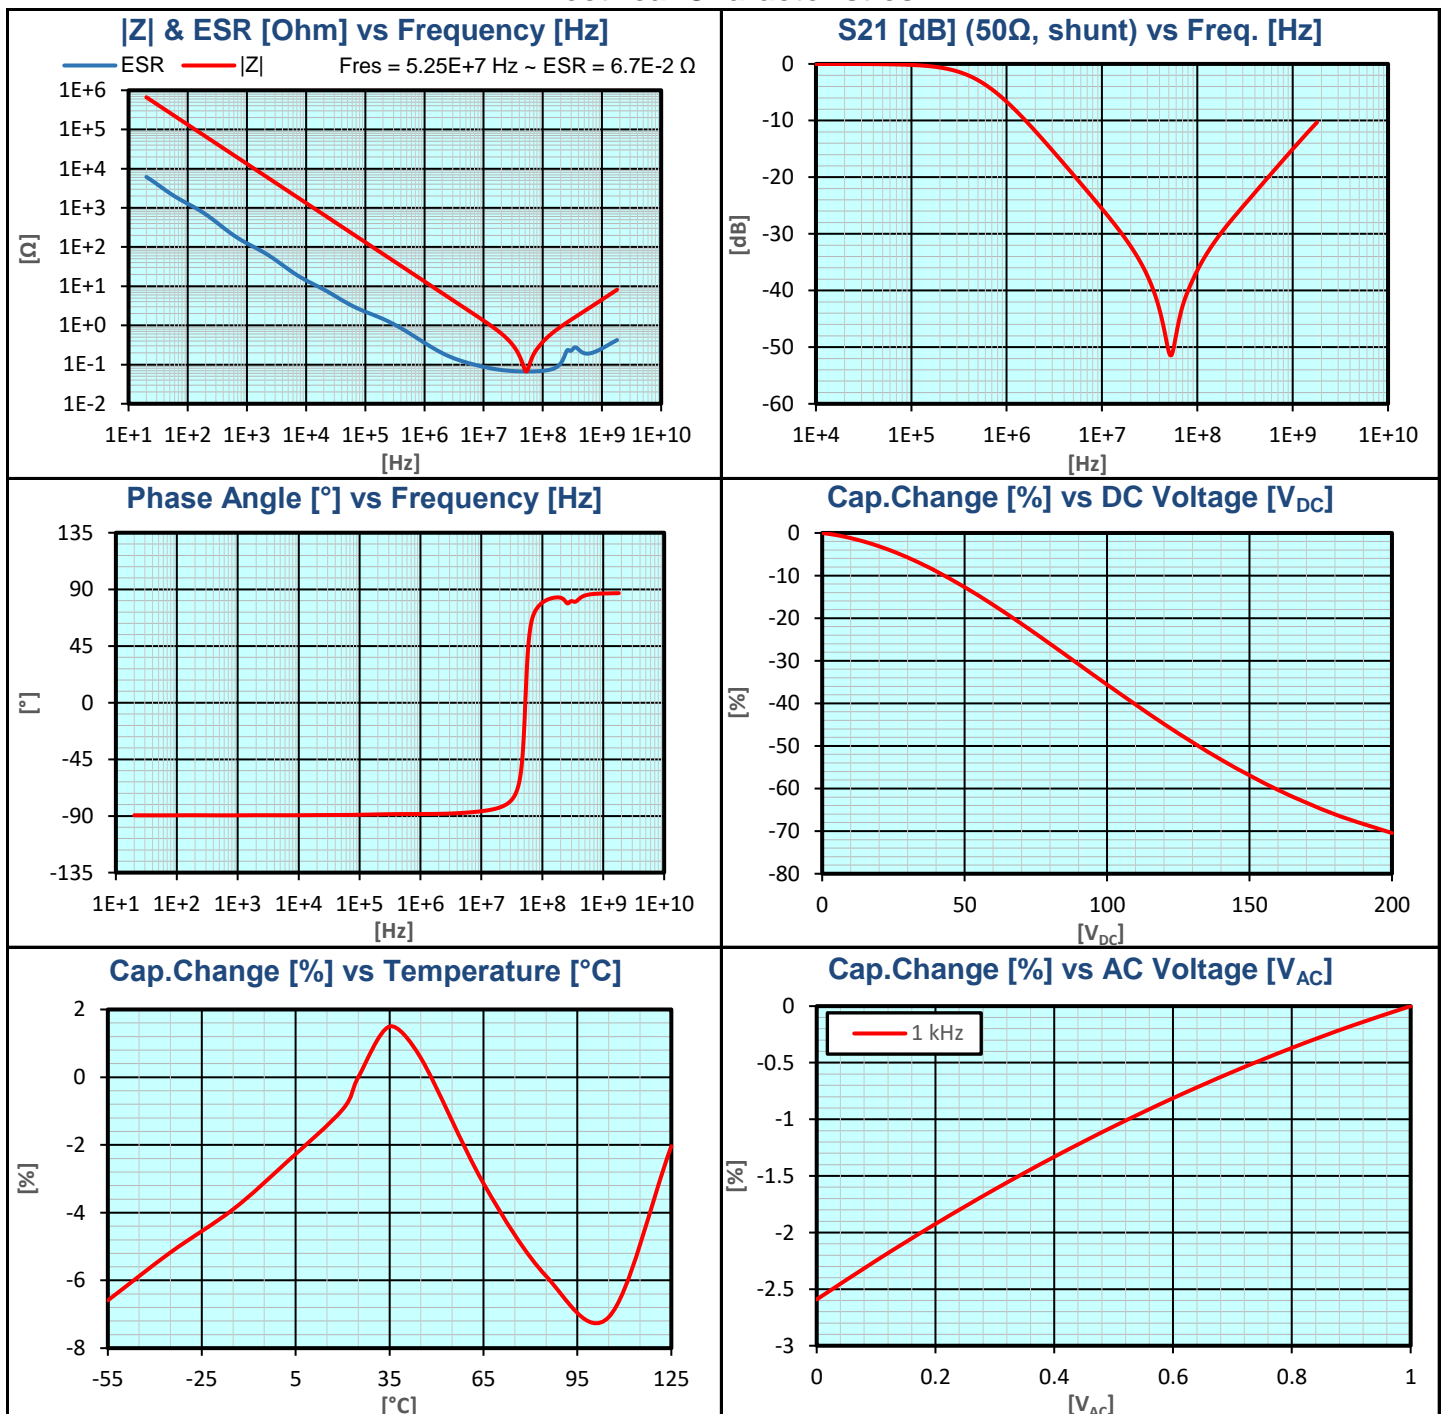 |Z| & ESR [Ohm] vs Frequency [Hz]
ESR |Z| Fres = 5.25E+7 Hz ~ ESR = 6.7E-2 Ω
1E+6
1E+5
1E+4
1E+3
1E+2
1E+1
1E+0
1E-1
1E-2
[Ω]
1E+1 1E+2 1E+3 1E+4 1E+5 1E+6 1E+7 1E+8 1E+9 1E+10
[Hz]
S21 [dB] (50Ω, shunt) vs Freq. [Hz]
0
-10
-20
-30
-40
-50
-60
[dB]
1E+4 1E+5 1E+6 1E+7 1E+8 1E+9 1E+10
[Hz]
Phase Angle [°] vs Frequency [Hz]
135
90
45
0
-45
-90
-135
[°]
1E+1 1E+2 1E+3 1E+4 1E+5 1E+6 1E+7 1E+8 1E+9 1E+10
[Hz]
Cap.Change [%] vs DC Voltage [VDC]
0
-10
-20
-30
-40
-50
-60
-70
-80
[%]
0 50 100 150 200
[VDC]
Cap.Change [%] vs Temperature [°C]
2
0
-2
-4
-6
-8
[%]
-55 -25 5 35 65 95 125
[°C]
Cap.Change [%] vs AC Voltage [VAC]
1 kHz
0
-0.5
-1
-1.5
-2
-2.5
-3
[%]
0 0.2 0.4 0.6 0.8 1
[VAC]